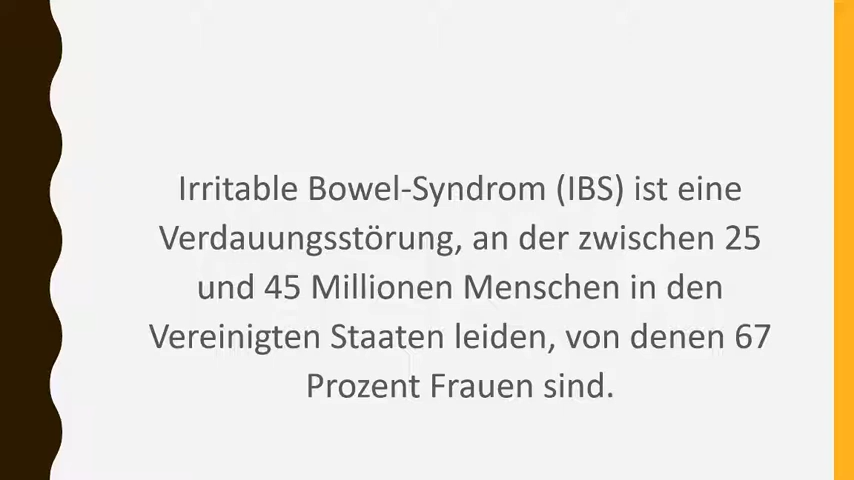 Irritable Bowel-Syndrom (IBS) ist eine
Verdauungsstörung, an der zwischen 25
und 45 Millionen Menschen in den
Vereinigten Staaten leiden, von denen 67
Prozent Frauen sind.